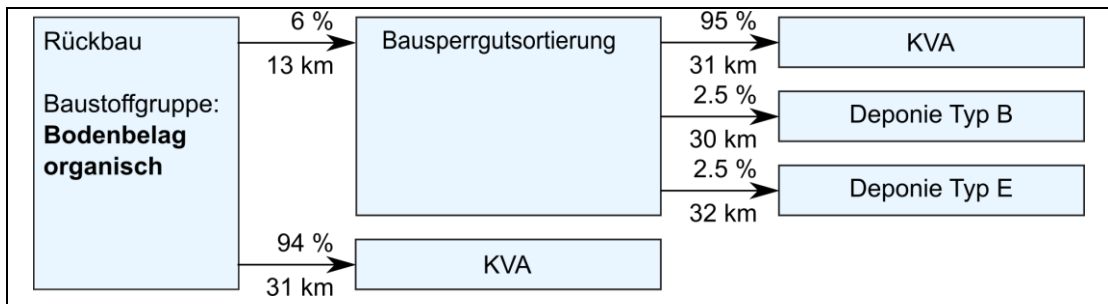 Rückbau
Baustoffgruppe:
Bodenbelag
organisch
6 %
13 km
Bausperrgutsortierung
95 %
31 km
KVA
2.5 %
30 km
Deponie Typ B
2.5 %
32 km
Deponie Typ E
94 %
31 km
KVA